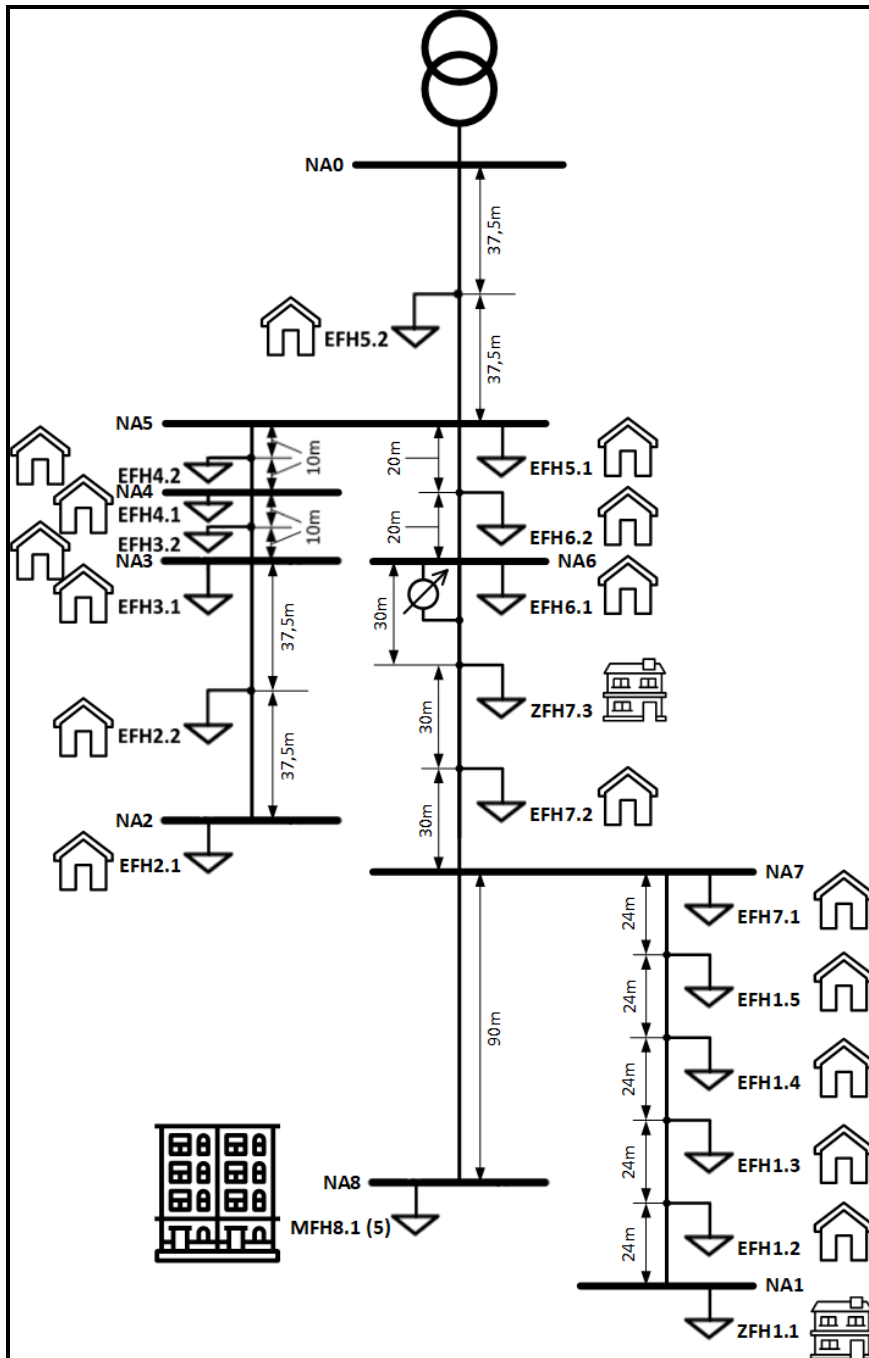 NA0
37,5m
EFH5.2
37,5m
NA5
EFH4.2
10m
20m
EFH5.1
NA4
EFH4.1
EFH3.2
10m
20m
EFH6.2
NA3
NA6
EFH3.1
37,5m
30m
EFH6.1
ZFH7.3
EFH2.2
37,5m
30m
EFH7.2
NA2
EFH2.1
30m
NA7
24m
EFH7.1
24m
EFH1.5
90m
24m
EFH1.4
24m
EFH1.3
NA8
MFH8.1 (5)
24m
EFH1.2
NA1
ZFH1.1